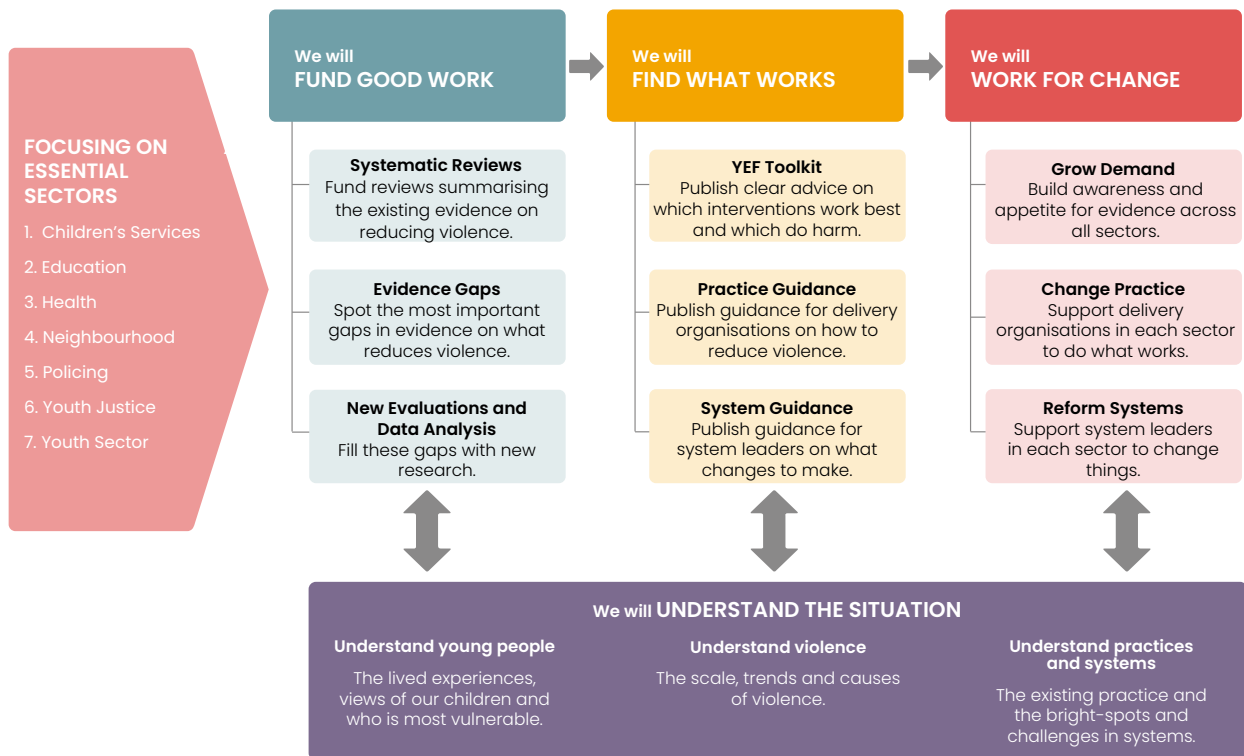 FOCUSING ON
ESSENTIAL
SECTORS
1. Children's Services
2. Education
3. Health
4. Neighbourhood
5. Policing
6. Youth Justice
7. Youth Sector
We will
FUND GOOD WORK
Systematic Reviews
Fund reviews summarising
the existing evidence on
reducing violence.
Evidence Gaps
Spot the most important
gaps in evidence on what
reduces violence.
New Evaluations and
Data Analysis
Fill these gaps with new
research.
We will
FIND WHAT WORKS
YEF Toolkit
Publish clear advice on
which interventions work best
and which do harm.
Practice Guidance
Publish guidance for delivery
organisations on how to
reduce violence.
System Guidance
Publish guidance for
system leaders on what
changes to make.
We will
WORK FOR CHANGE
Grow Demand
Build awareness and
appetite for evidence across
all sectors.
Change Practice
Support delivery
organisations in each sector
to do what works.
Reform Systems
Support system leaders
in each sector to change
things.
We will UNDERSTAND THE SITUATION
Understand young people
The lived experiences,
views of our children and
who is most vulnerable.
Understand violence
The scale, trends and causes
of violence.
Understand practices
and systems
The existing practice and
the bright-spots and
challenges in systems.